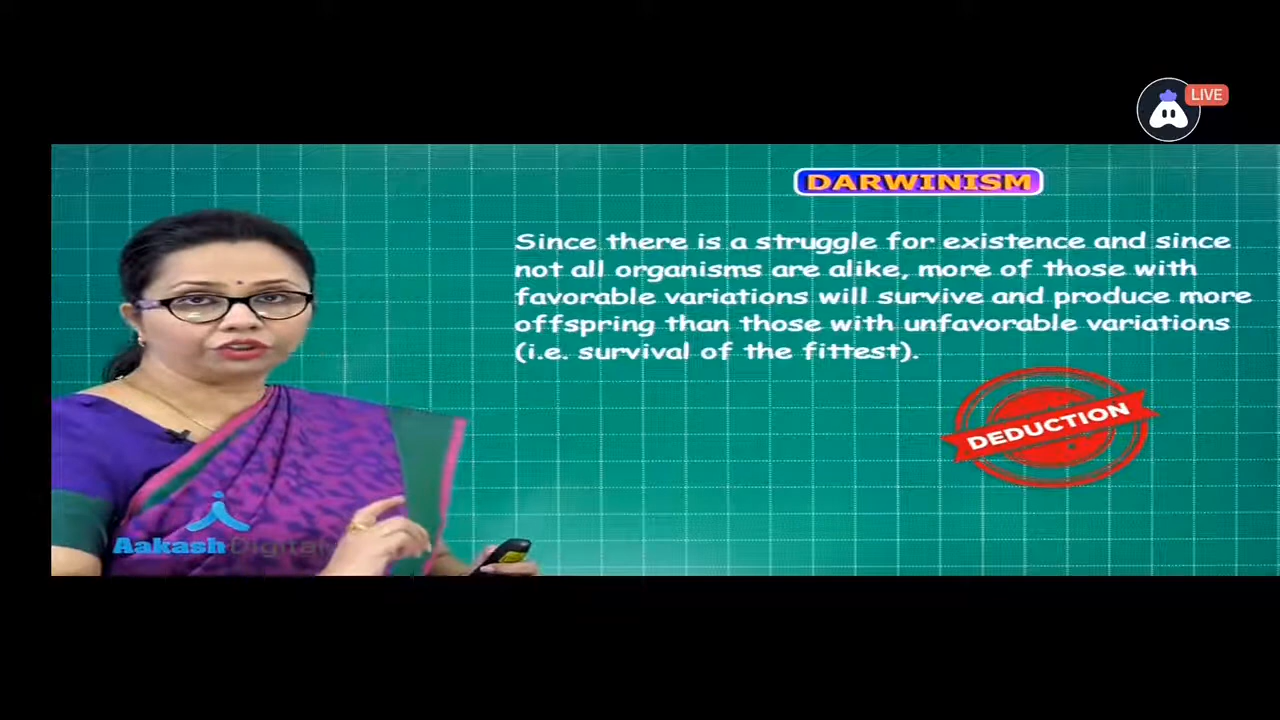 LIVE
DARWINISM
Since there is a struggle for existence and since
not all organisms are alike, more of those with
favorable variations will survive and produce more
offspring than those with unfavorable variations
(i.e. survival of the fittest).
DEDUCTION
Aakash Digital